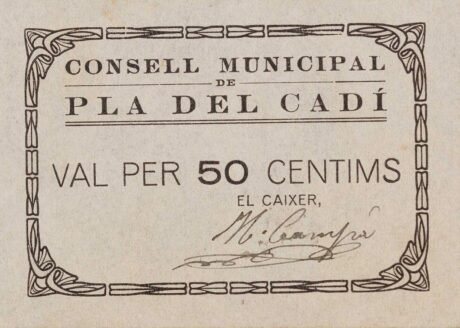 CONSELL MUNICIPAL
DE
PLA DEL CADÍ
VAL PER 50 CENTIMS
EL CAIXER,